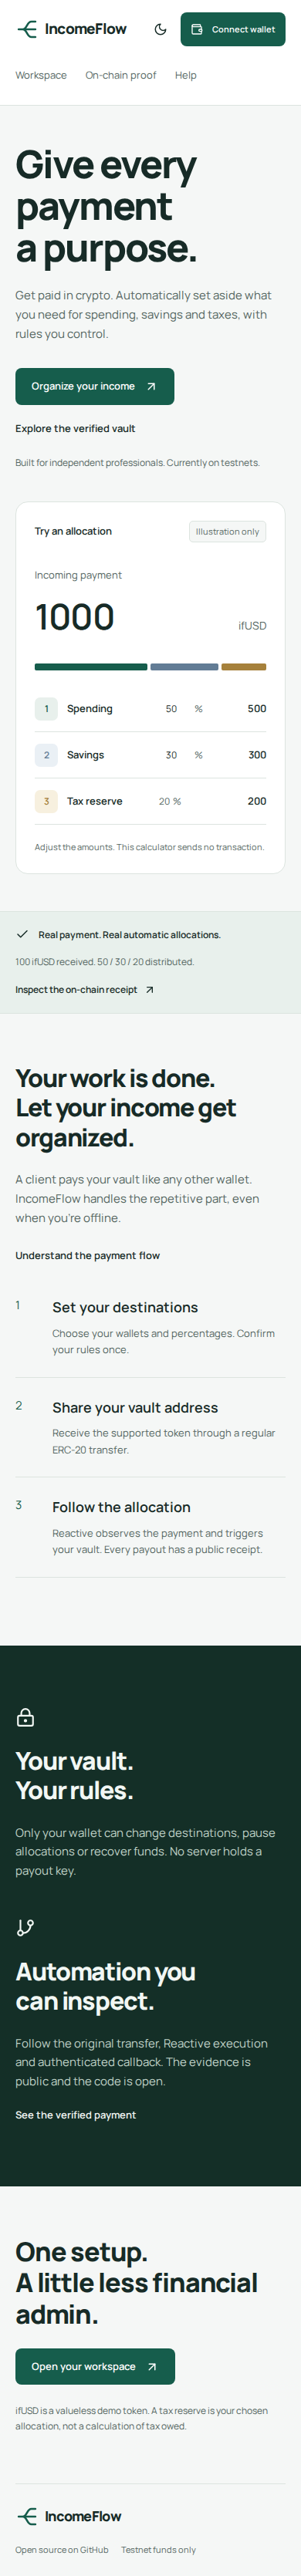 IncomeFlow
Connect wallet
Workspace On-chain proof Help
Give every
payment
a purpose.
Get paid in crypto. Automatically set aside what
you need for spending, savings and taxes, with
rules you control.
Organize your income
Explore the verified vault
Built for independent professionals. Currently on testnets.
Try an allocation Illustration only
Incoming payment
1000 ifUSD
1 Spending 50 % 500
2 Savings 30 % 300
3 Tax reserve 20 % 200
Adjust the amounts. This calculator sends no transaction.
Real payment. Real automatic allocations.
100 ifUSD received. 50 / 30 / 20 distributed.
Inspect the on-chain receipt
Your work is done.
Let your income get
organized.
A client pays your vault like any other wallet.
IncomeFlow handles the repetitive part, even
when you're offline.
Understand the payment flow
1 Set your destinations
Choose your wallets and percentages. Confirm
your rules once.
2 Share your vault address
Receive the supported token through a regular
ERC-20 transfer.
3 Follow the allocation
Reactive observes the payment and triggers
your vault. Every payout has a public receipt.
Your vault.
Your rules.
Only your wallet can change destinations, pause
allocations or recover funds. No server holds a
payout key.
Automation you
can inspect.
Follow the original transfer, Reactive execution
and authenticated callback. The evidence is
public and the code is open.
See the verified payment
One setup.
A little less financial
admin.
Open your workspace
ifUSD is a valueless demo token. A tax reserve is your chosen
allocation, not a calculation of tax owed.
IncomeFlow
Open source on GitHub Testnet funds only